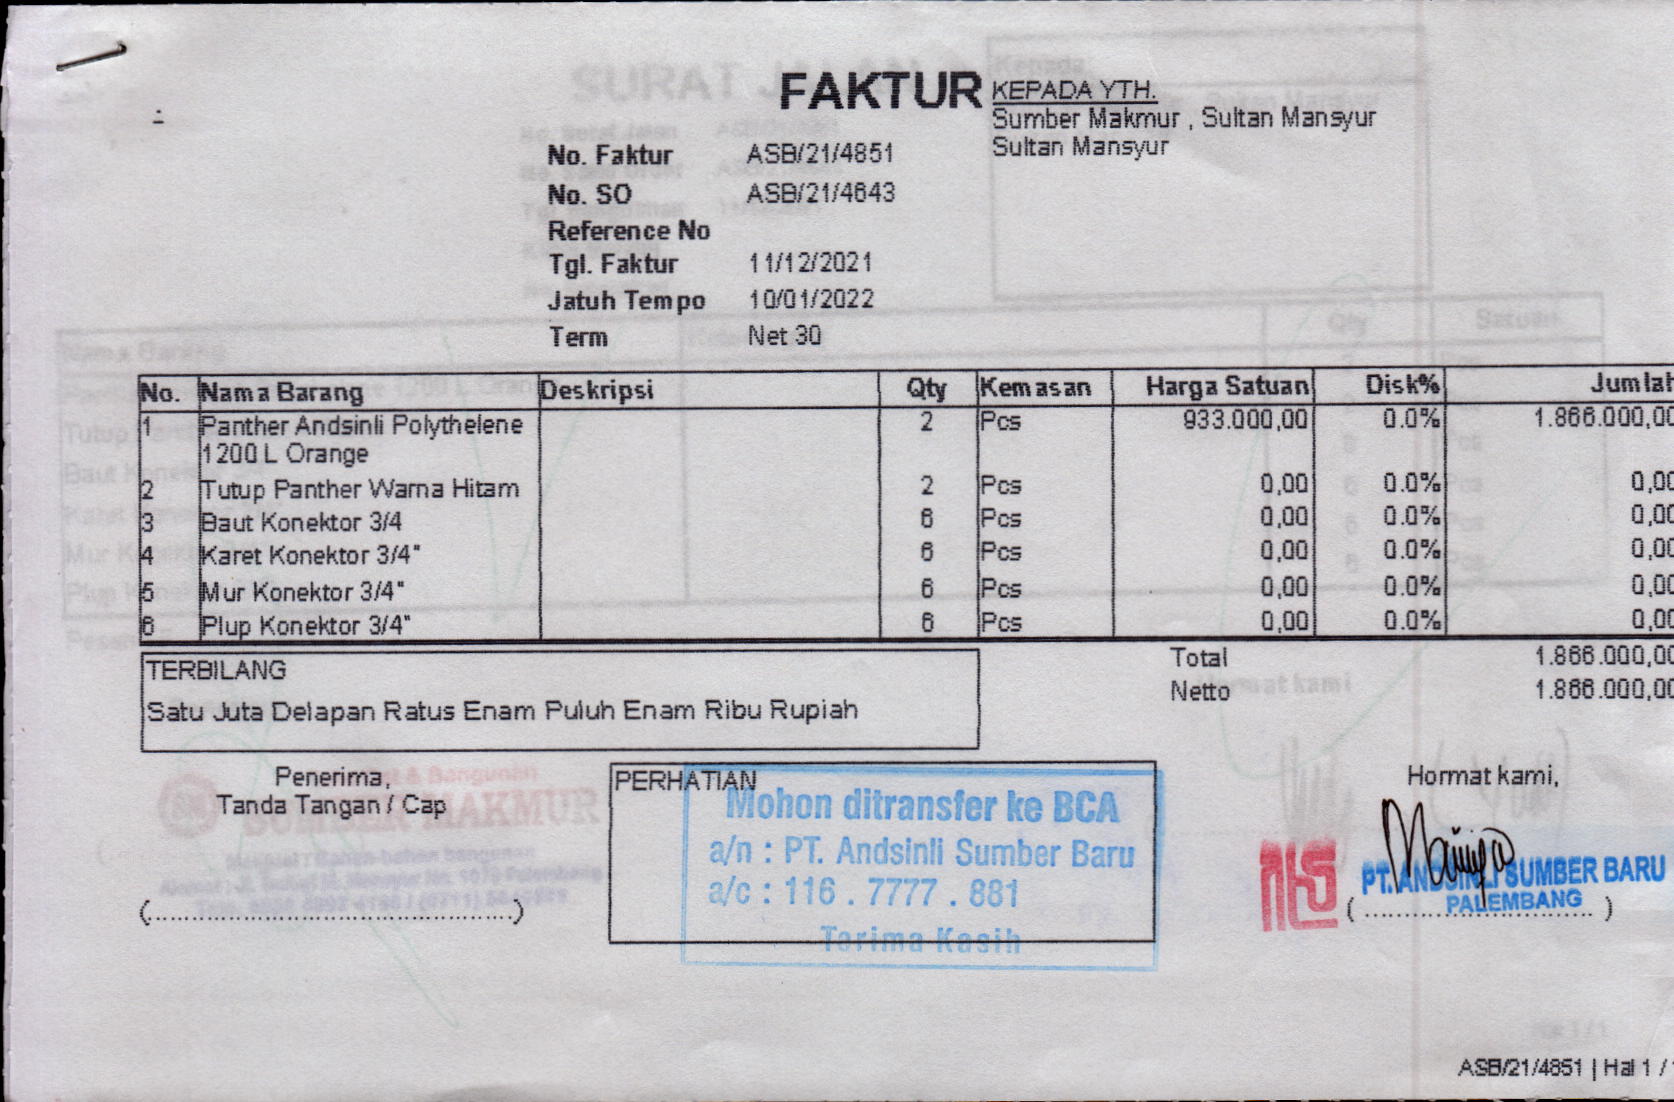 FAKTUR
KEPADA YTH.
Sumber Makmur , Sultan Mansyur
Sultan Mansyur
No. Faktur ASB/21/4851
No. SO ASB/21/4643
Reference No
Tgl. Faktur 11/12/2021
Jatuh Tempo 10/01/2022
Term Net 30
No. Nama Barang Deskripsi Qty Kemasan Harga Satuan Disk% Jumlah
1 Panther Andsinli Polythelene 2 Pcs 933.000,00 0.0% 1.866.000,00
1200 L Orange
2 Tutup Panther Warna Hitam 2 Pcs 0,00 0.0% 0,00
3 Baut Konektor 3/4 6 Pcs 0,00 0.0% 0,00
4 Karet Konektor 3/4" 6 Pcs 0,00 0.0% 0,00
5 Mur Konektor 3/4" 6 Pcs 0,00 0.0% 0,00
6 Plup Konektor 3/4" 6 Pcs 0,00 0.0% 0,00
TERBILANG
Satu Juta Delapan Ratus Enam Puluh Enam Ribu Rupiah
Total 1.866.000,00
Netto 1.866.000,00
Penerima,
Tanda Tangan / Cap
PERHATIAN
Mohon ditransfer ke BCA
a/n : PT. Andsinli Sumber Baru
a/c : 116 . 7777 . 881
Terima Kasih
Hormat kami,
PT. ANDSINLI SUMBER BARU
PALEMBANG
SUMBER MAKMUR
ASB/21/4851 | Hal 1 /